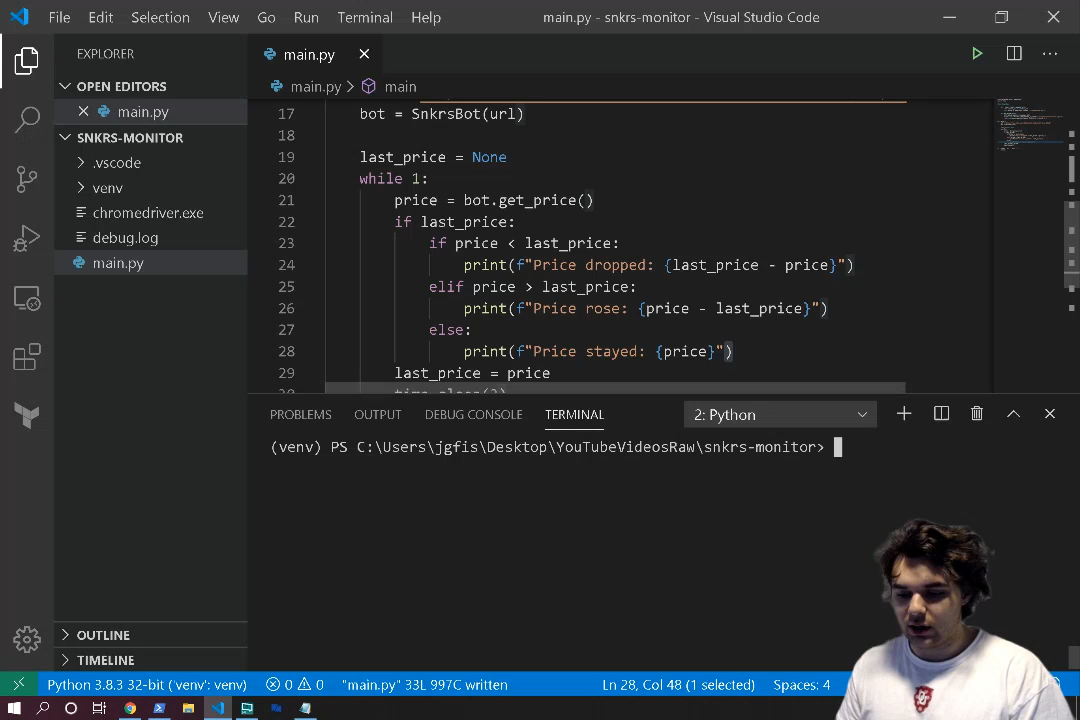 File Edit Selection View Go Run Terminal Help main.py - snkrs-monitor - Visual Studio Code
EXPLORER
OPEN EDITORS
main.py
SNKRS-MONITOR
.vscode
venv
chromedriver.exe
debug.log
main.py
OUTLINE
TIMELINE
main.py
main.py > main
17 bot = SnkrsBot(url)
18
19 last_price = None
20 while 1:
21 price = bot.get_price()
22 if last_price:
23 if price < last_price:
24 print(f"Price dropped: {last_price - price}")
25 elif price > last_price:
26 print(f"Price rose: {price - last_price}")
27 else:
28 print(f"Price stayed: {price}")
29 last_price = price
PROBLEMS OUTPUT DEBUG CONSOLE TERMINAL 2: Python
(venv) PS C:\Users\jgfis\Desktop\YouTubeVideosRaw\snkrs-monitor>
Python 3.8.3 32-bit ('venv': venv) 0 0 "main.py" 33L 997C written Ln 28, Col 48 (1 selected) Spaces: 4